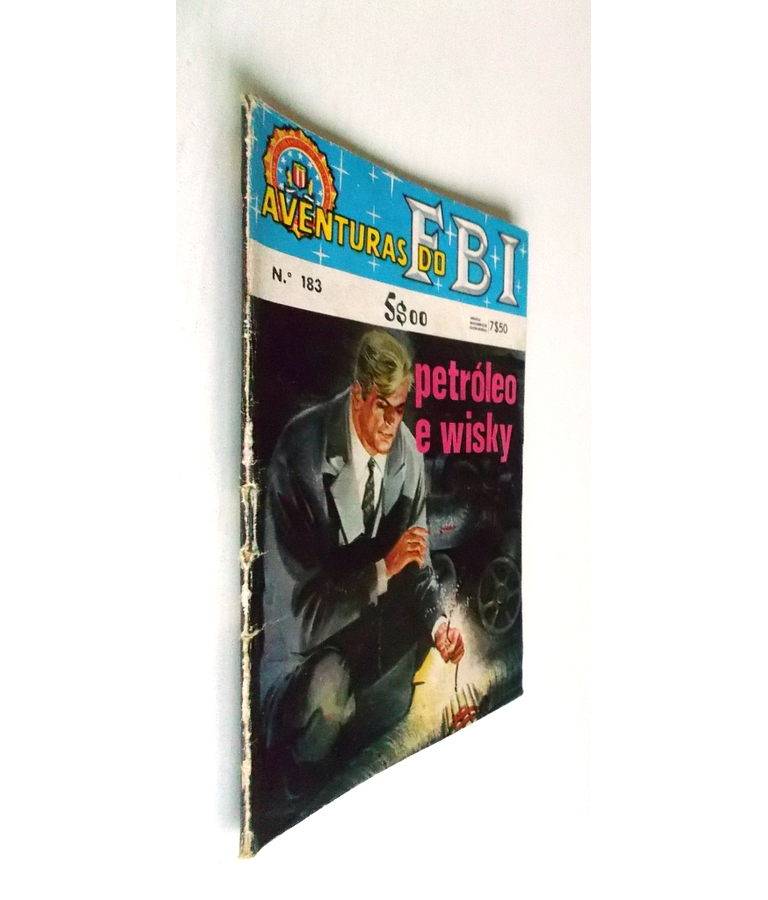 AVENTURAS DO FBI
N.º 183
5$00
7$50
petróleo
e wisky